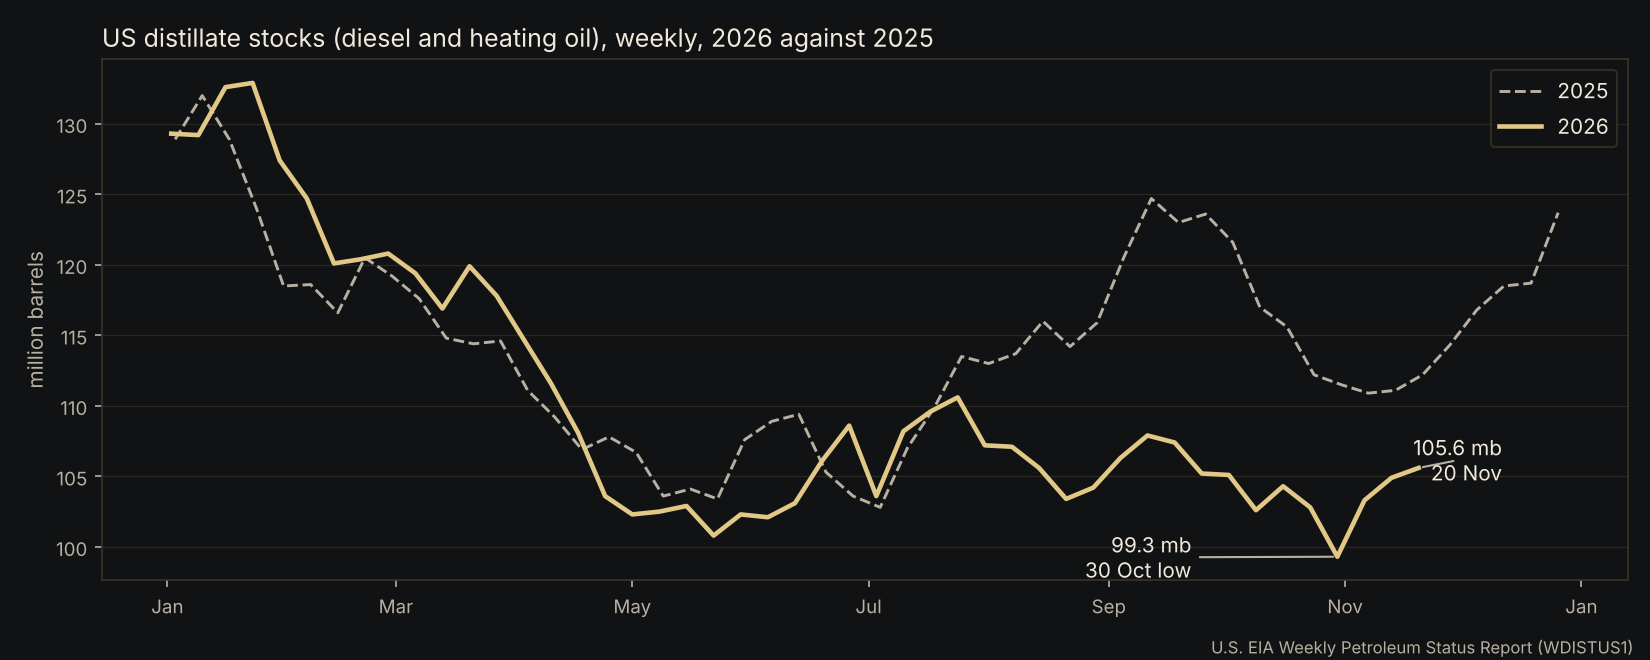 US distillate stocks (diesel and heating oil), weekly, 2026 against 2025
2025
2026
million barrels
130
125
120
115
110
105
100
105.6 mb
20 Nov
99.3 mb
30 Oct low
Jan
Mar
May
Jul
Sep
Nov
Jan
U.S. EIA Weekly Petroleum Status Report (WDISTUS1)